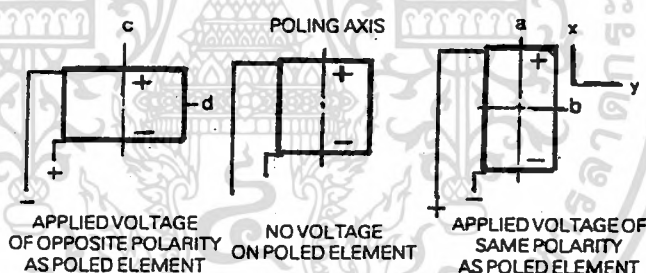 c
POLING AXIS
a
x
+
+
+
y
d
b
−
−
−
−
+
+
−
APPLIED VOLTAGE
OF OPPOSITE POLARITY
AS POLED ELEMENT
NO VOLTAGE
ON POLED ELEMENT
APPLIED VOLTAGE OF
SAME POLARITY
AS POLED ELEMENT